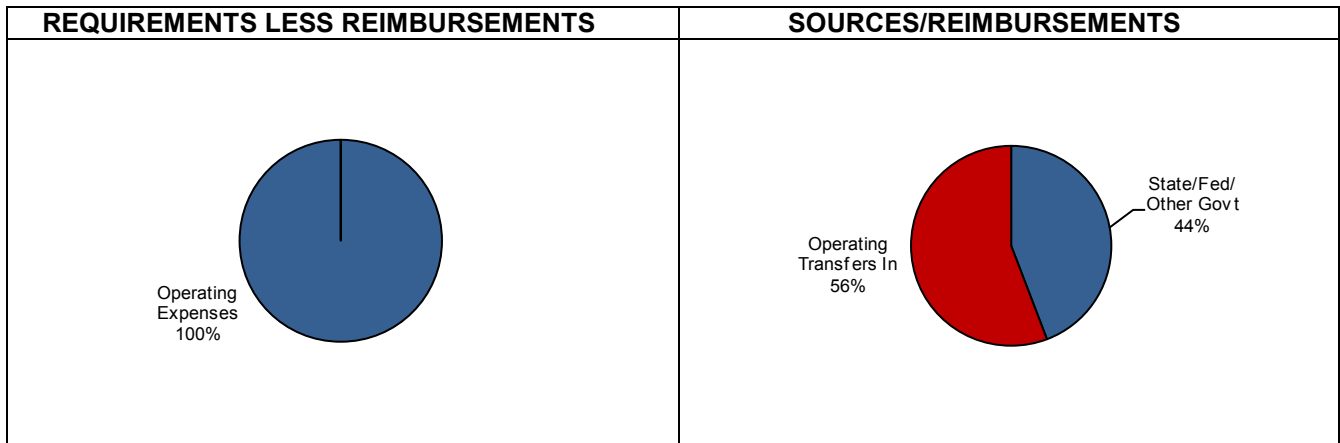 REQUIREMENTS LESS REIMBURSEMENTS
SOURCES/REIMBURSEMENTS
Operating
Expenses
100%
Operating
Transfers In
56%
State/Fed/
Other Govt
44%